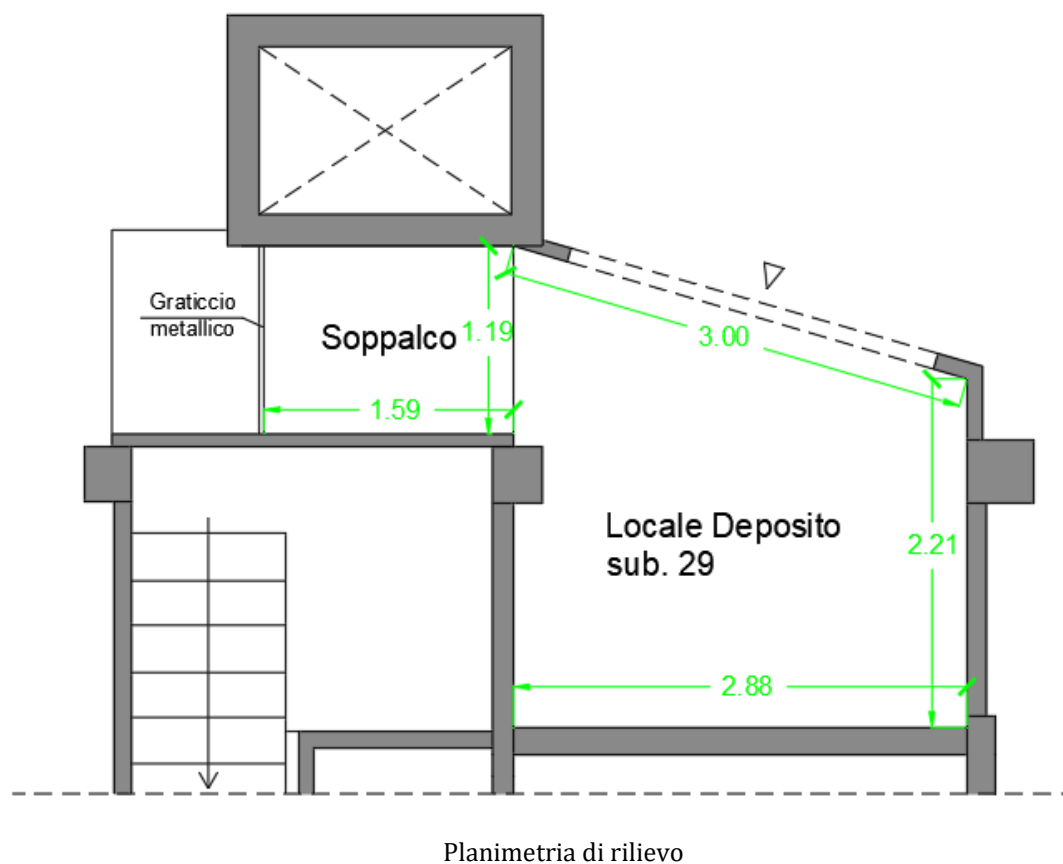 Graticcio
metallico
Soppalco
1.19
3.00
1.59
Locale Deposito
sub. 29
2.21
2.88
Planimetria di rilievo